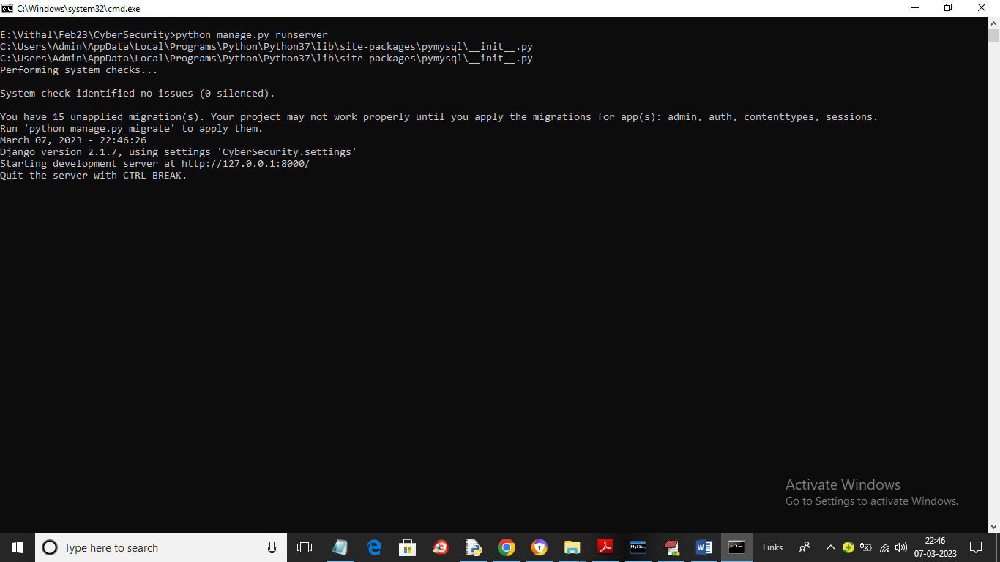 C:\Windows\system32\cmd.exe
E:\Vithal\Feb23\CyberSecurity>python manage.py runserver
C:\Users\Admin\AppData\Local\Programs\Python\Python37\lib\site-packages\pymysql\__init__.py
C:\Users\Admin\AppData\Local\Programs\Python\Python37\lib\site-packages\pymysql\__init__.py
Performing system checks...
System check identified no issues (0 silenced).
You have 15 unapplied migration(s). Your project may not work properly until you apply the migrations for app(s): admin, auth, contenttypes, sessions.
Run 'python manage.py migrate' to apply them.
March 07, 2023 - 22:46:26
Django version 2.1.7, using settings 'CyberSecurity.settings'
Starting development server at http://127.0.0.1:8000/
Quit the server with CTRL-BREAK.
Activate Windows
Go to Settings to activate Windows.
Type here to search
Links
22:46
07-03-2023